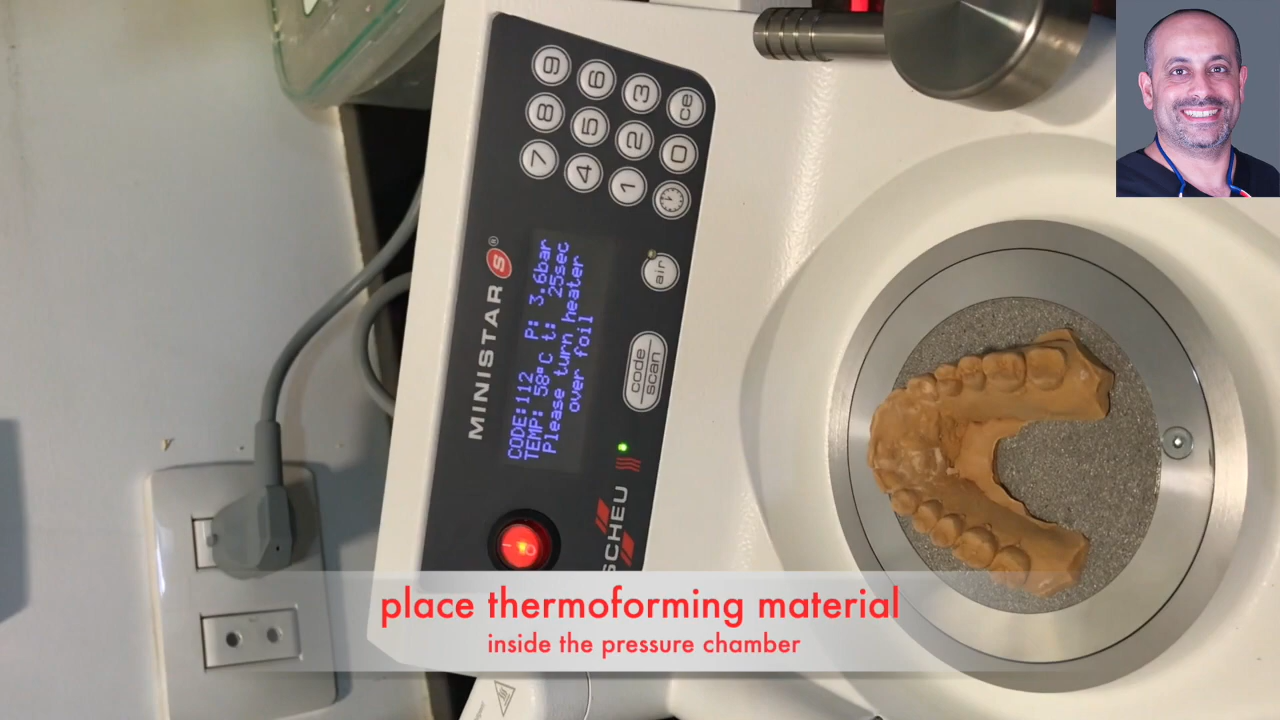 MINISTAR S®
CODE:112 P: 3.6bar
TEMP: 58°C t: 25sec
Please turn heater
over foil
7 8 9
4 5 6
1 2 3
0 ce
air
code
scan
SCHEU
place thermoforming material
inside the pressure chamber